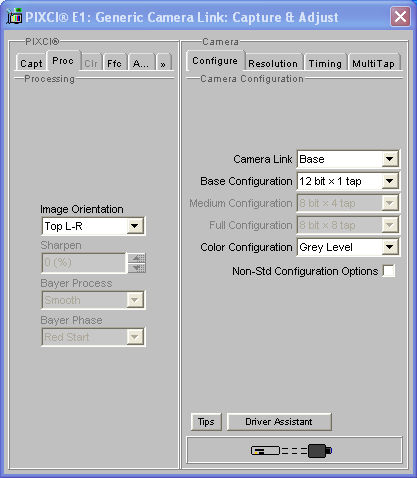 PIXCI® E1: Generic Camera Link: Capture & Adjust
PIXCI®
Camera
Capt Proc Clr Ffc A... »
Configure Resolution Timing MultiTap
Processing
Camera Configuration
Camera Link Base
Base Configuration 12 bit × 1 tap
Medium Configuration 8 bit × 4 tap
Full Configuration 8 bit × 8 tap
Color Configuration Grey Level
Non-Std Configuration Options
Image Orientation
Top L-R
Sharpen
0 (%)
Bayer Process
Smooth
Bayer Phase
Red Start
Tips Driver Assistant